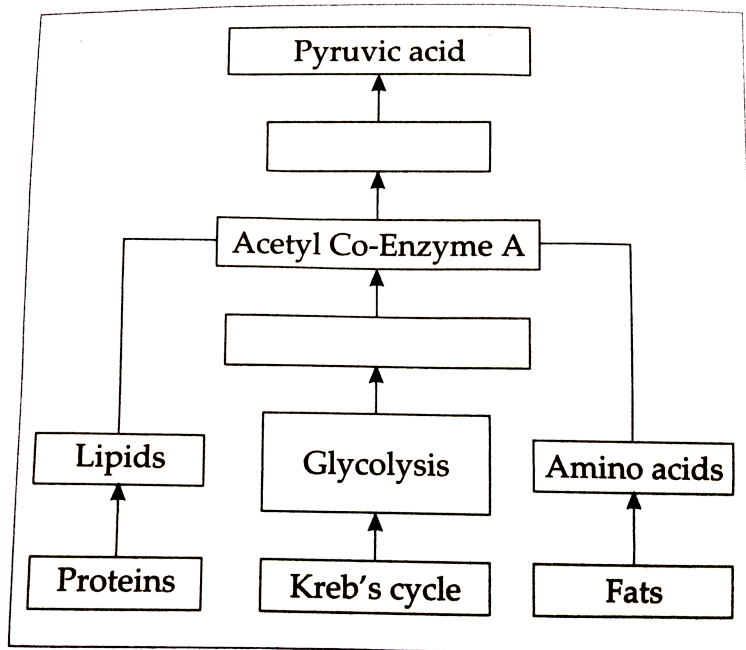 Pyruvic acid
Acetyl Co-Enzyme A
Lipids
Glycolysis
Amino acids
Proteins
Kreb's cycle
Fats